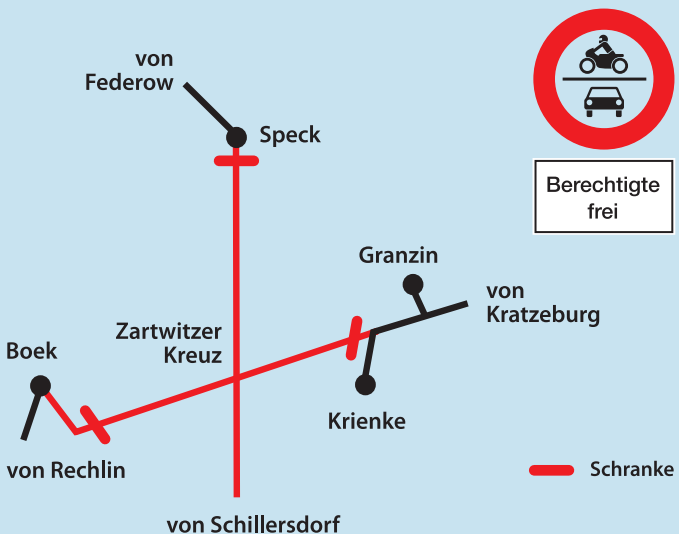 von
Federow
Speck
Berechtigte
frei
Granzin
von
Kratzeburg
Zartwitzer
Kreuz
Boek
Krienke
von Rechlin
Schranke
von Schillersdorf